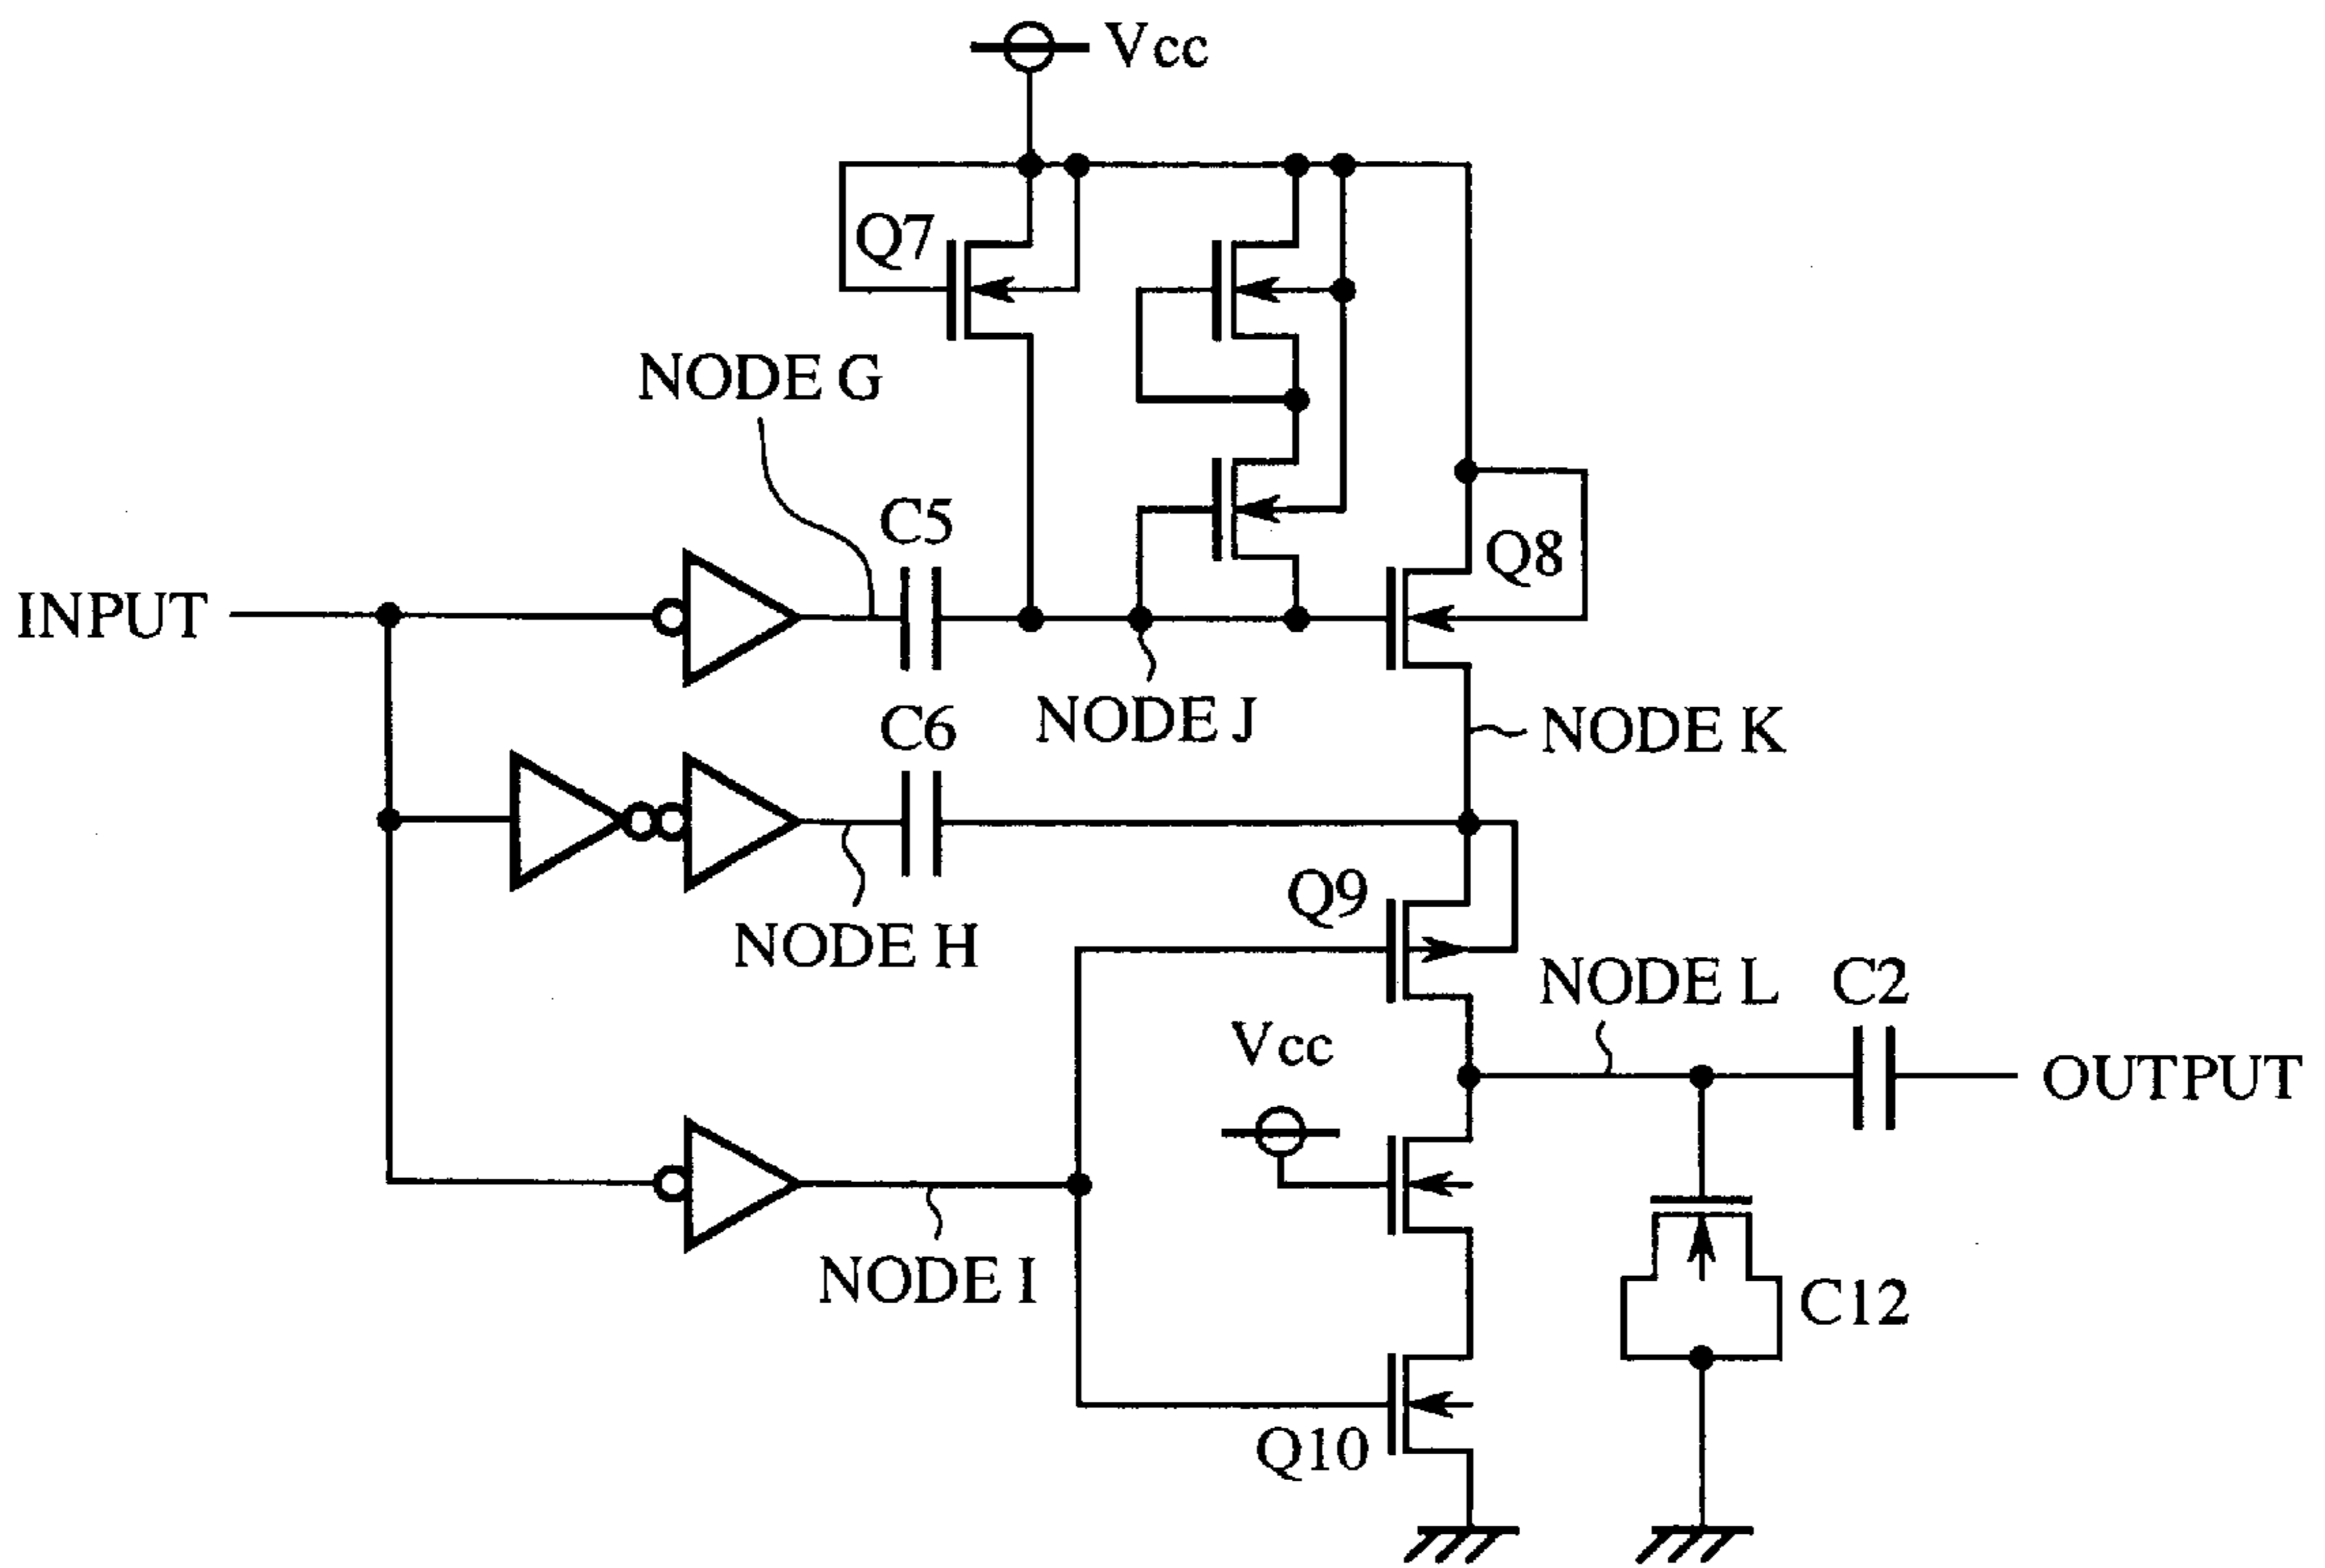 Vcc
Q7
NODE G
C5
Q8
INPUT
NODE J
C6
NODE K
Q9
NODE H
NODE L
C2
Vcc
OUTPUT
NODE I
C12
Q10